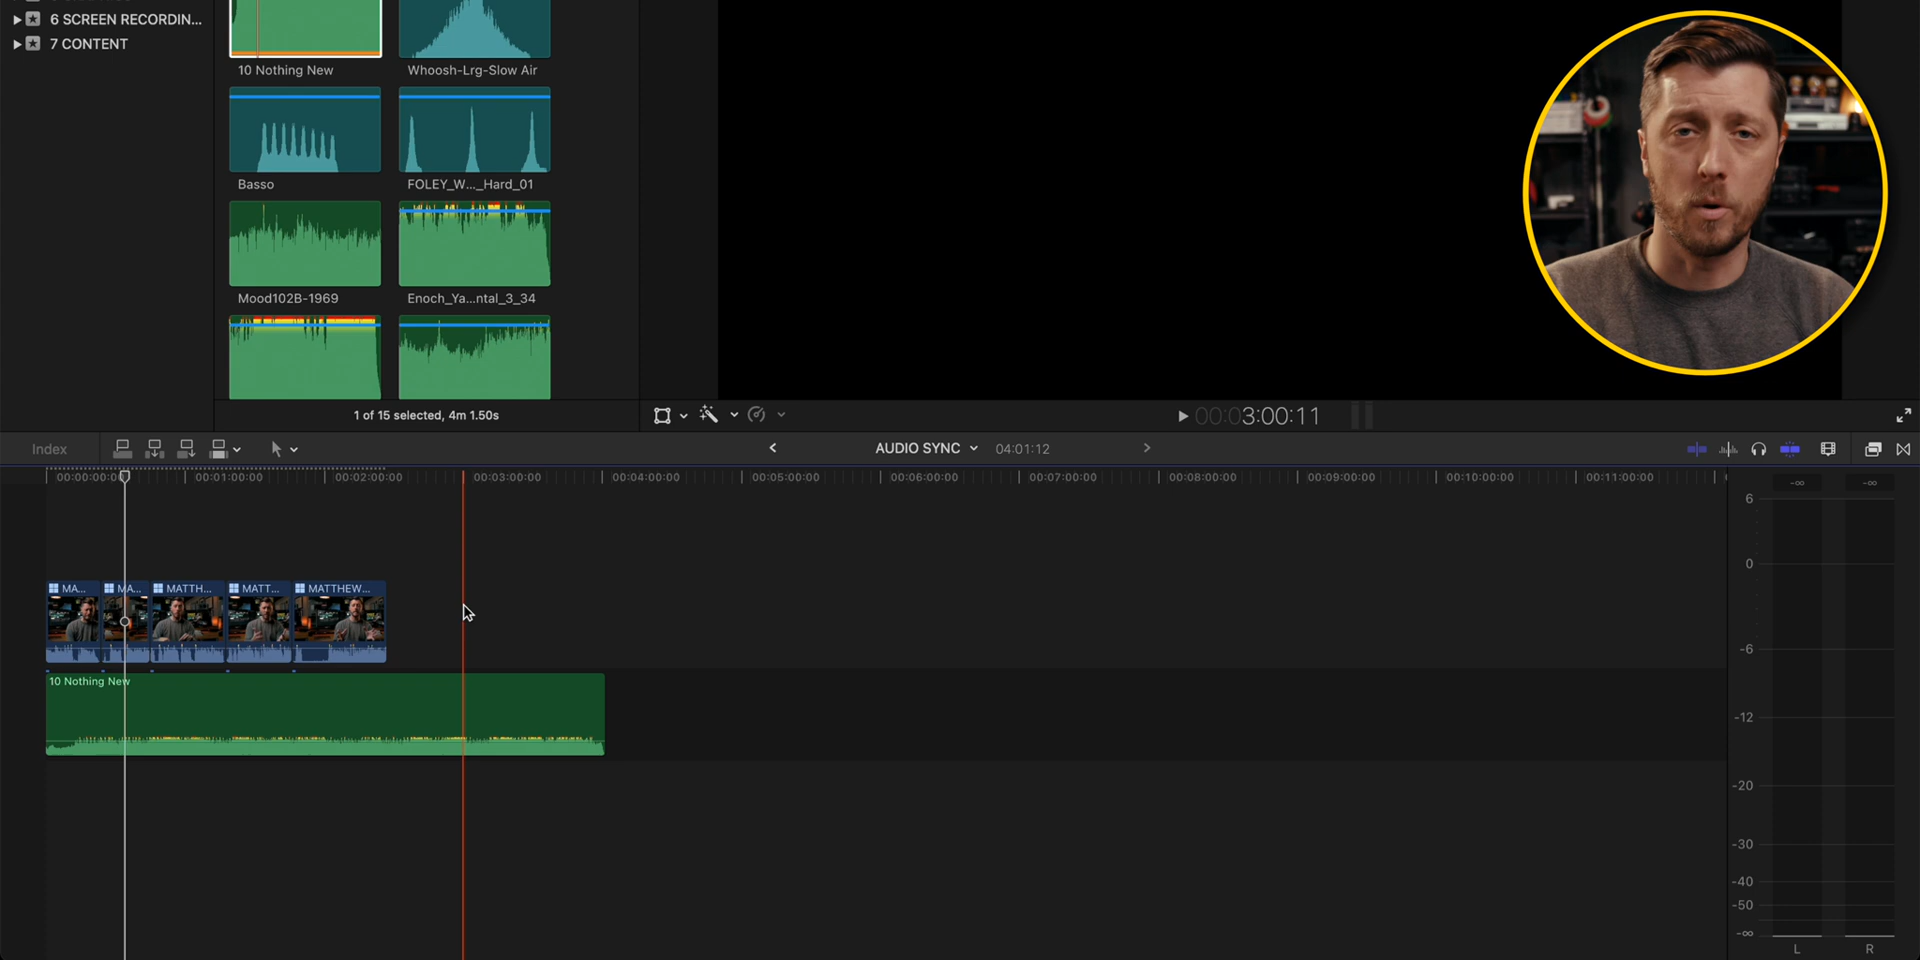 6 SCREEN RECORDIN...
7 CONTENT
10 Nothing New
Whoosh-Lrg-Slow Air
Basso
FOLEY_W..._Hard_01
Mood102B-1969
Enoch_Ya...ntal_3_34
1 of 15 selected, 4m 1.50s
00:03:00:11
Index
AUDIO SYNC
04:01:12
00:00:00:00
00:01:00:00
00:02:00:00
00:03:00:00
00:04:00:00
00:05:00:00
00:06:00:00
00:07:00:00
00:08:00:00
00:09:00:00
00:10:00:00
00:11:00:00
MA...
MA...
MATTH...
MATT...
MATTHEW...
10 Nothing New
-∞ -∞
6
0
-6
-12
-20
-30
-40
-50
-∞
L R